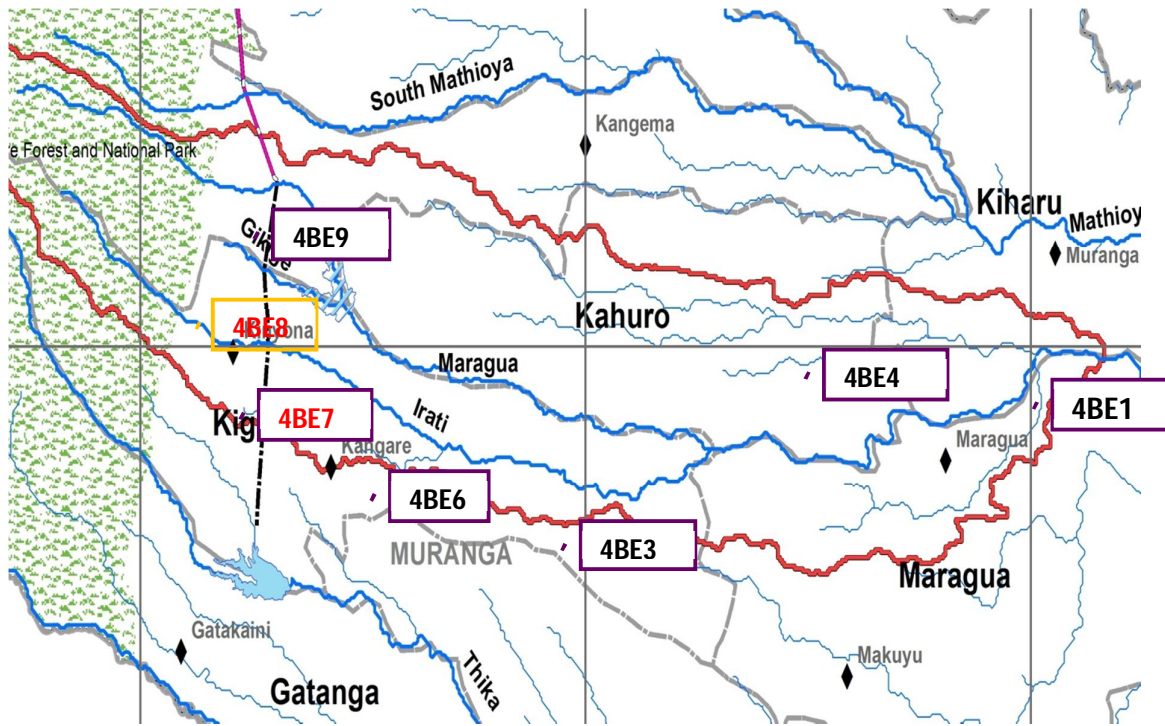 South Mathioya
Kangema
e Forest and National Park
Kiharu
Mathioy
Muranga
4BE9
Kahuro
4BE8
Maragua
4BE4
4BE1
Irati
4BE7
Kig
Kangare
Maragua
4BE6
4BE3
MURANGA
Maragua
Gatakaini
Makuyu
Thika
Gatanga